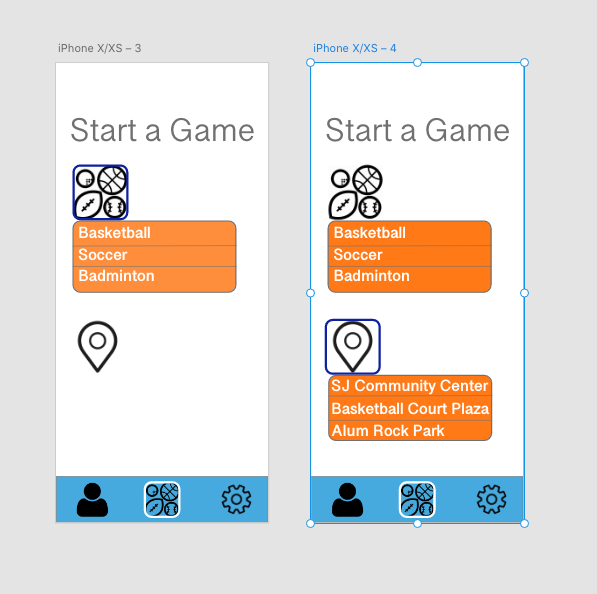 iPhone X/XS – 3
Start a Game
Basketball
Soccer
Badminton
iPhone X/XS – 4
Start a Game
Basketball
Soccer
Badminton
SJ Community Center
Basketball Court Plaza
Alum Rock Park